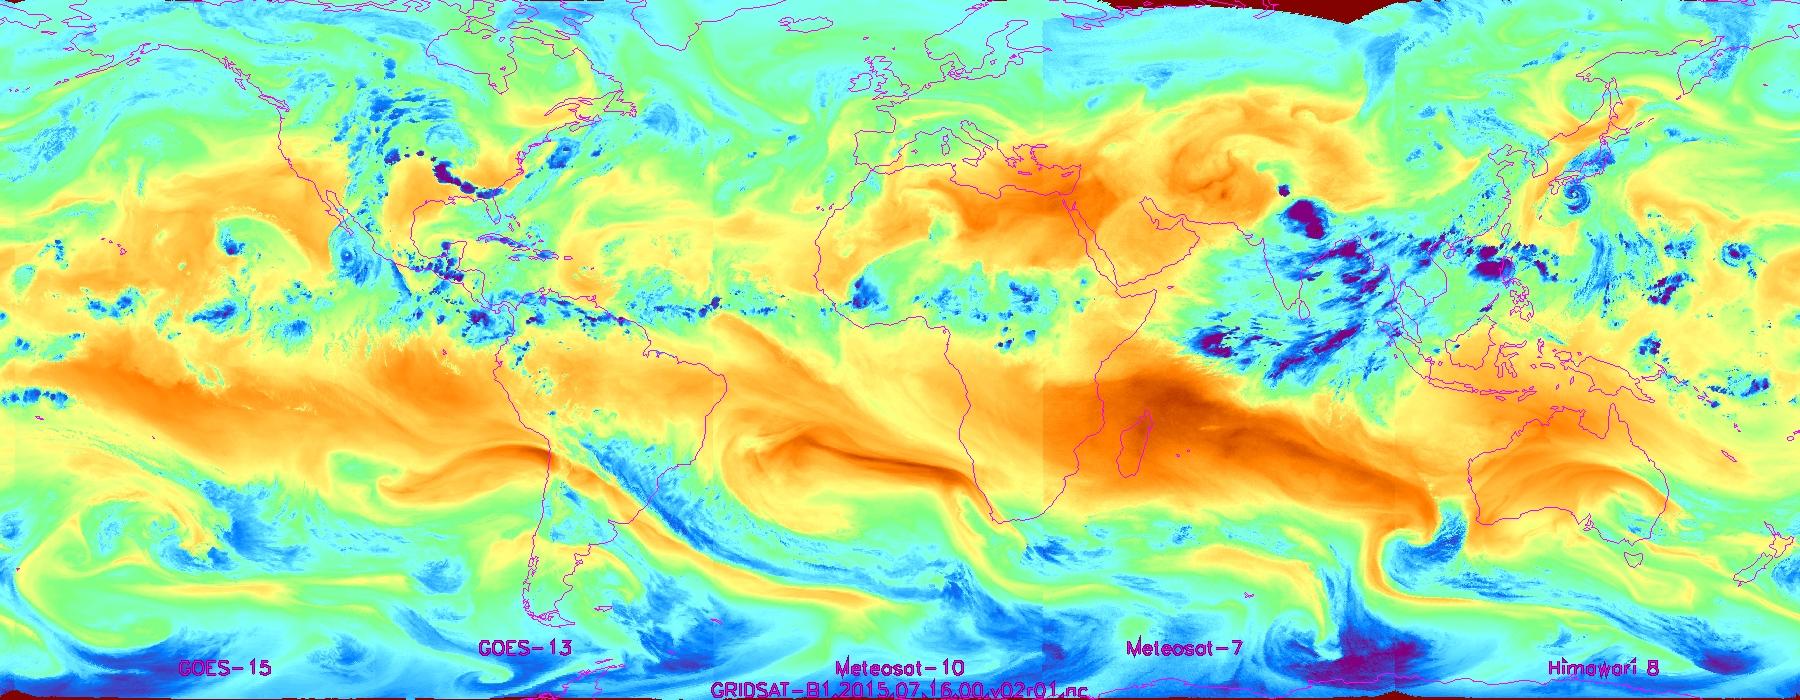 GOES-13
Meteosat-7
GOES-15
Meteosat-10
Himawari 8
GRIDSAT-B1.2015.07.16.00.v02r01.nc